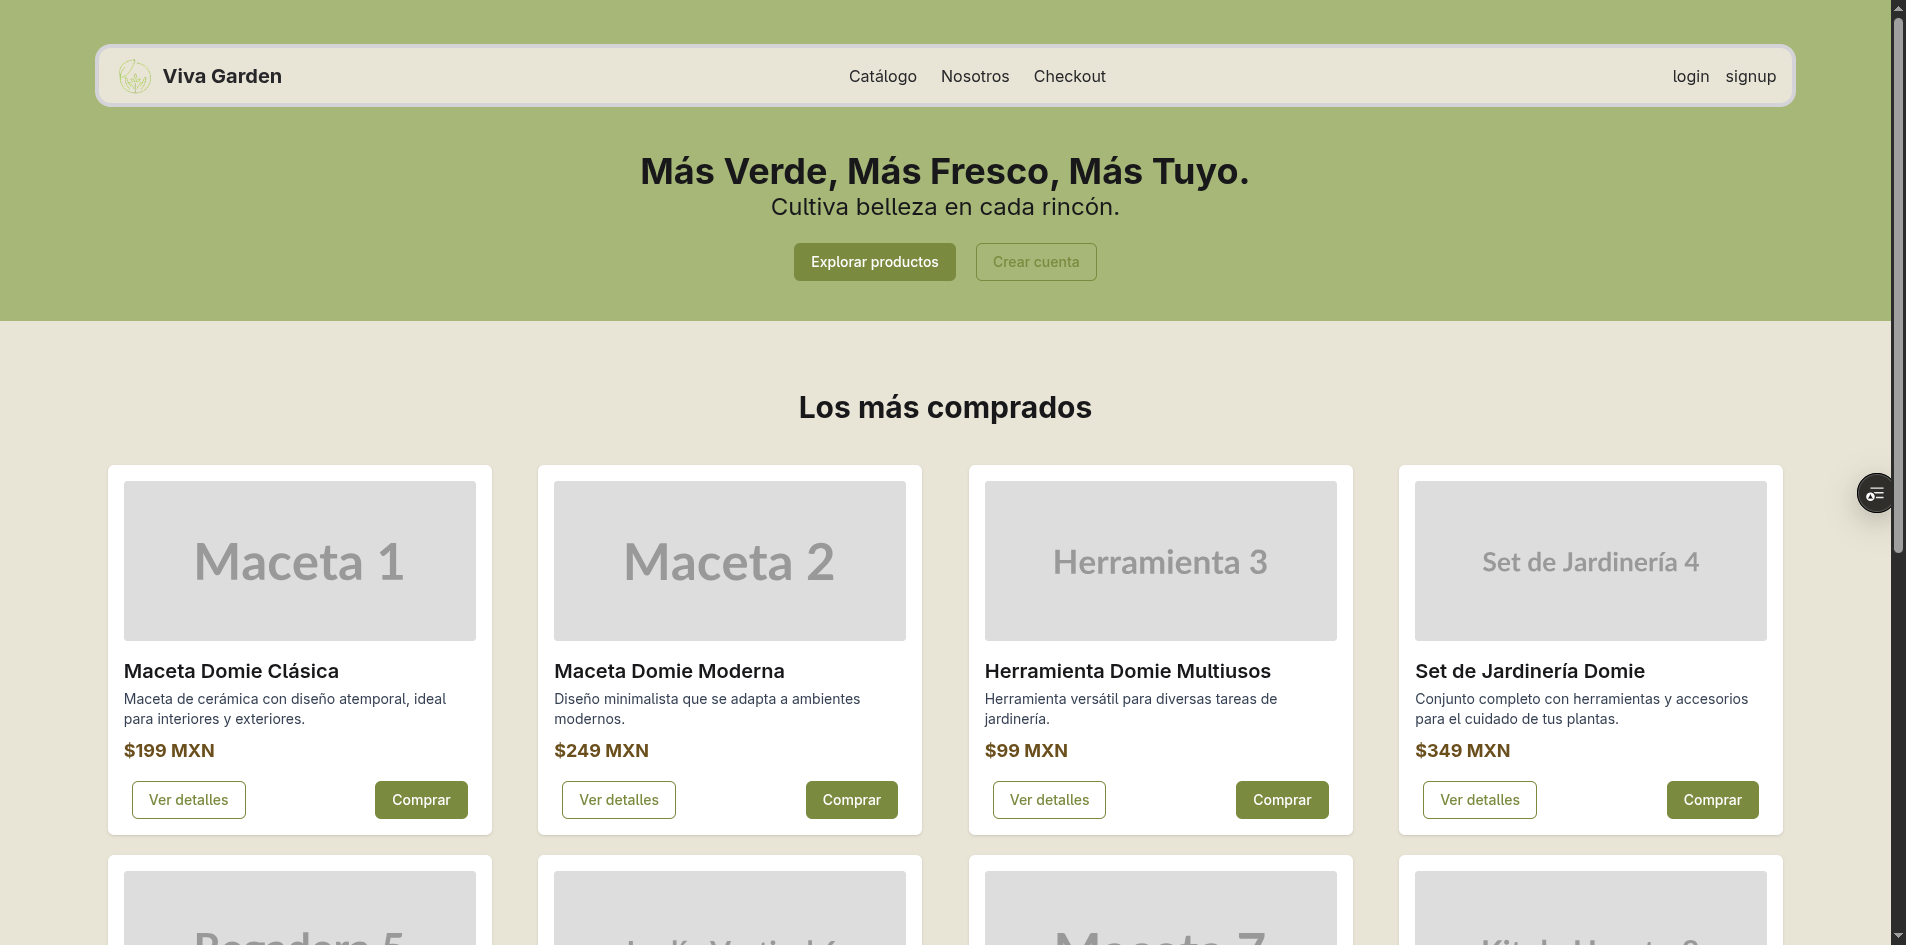 Viva Garden
Catálogo Nosotros Checkout
login signup
Más Verde, Más Fresco, Más Tuyo.
Cultiva belleza en cada rincón.
Explorar productos
Crear cuenta
Los más comprados
Maceta 1
Maceta Domie Clásica
Maceta de cerámica con diseño atemporal, ideal
para interiores y exteriores.
$199 MXN
Ver detalles
Comprar
Maceta 2
Maceta Domie Moderna
Diseño minimalista que se adapta a ambientes
modernos.
$249 MXN
Ver detalles
Comprar
Herramienta 3
Herramienta Domie Multiusos
Herramienta versátil para diversas tareas de
jardinería.
$99 MXN
Ver detalles
Comprar
Set de Jardinería 4
Set de Jardinería Domie
Conjunto completo con herramientas y accesorios
para el cuidado de tus plantas.
$349 MXN
Ver detalles
Comprar
Maceta 7